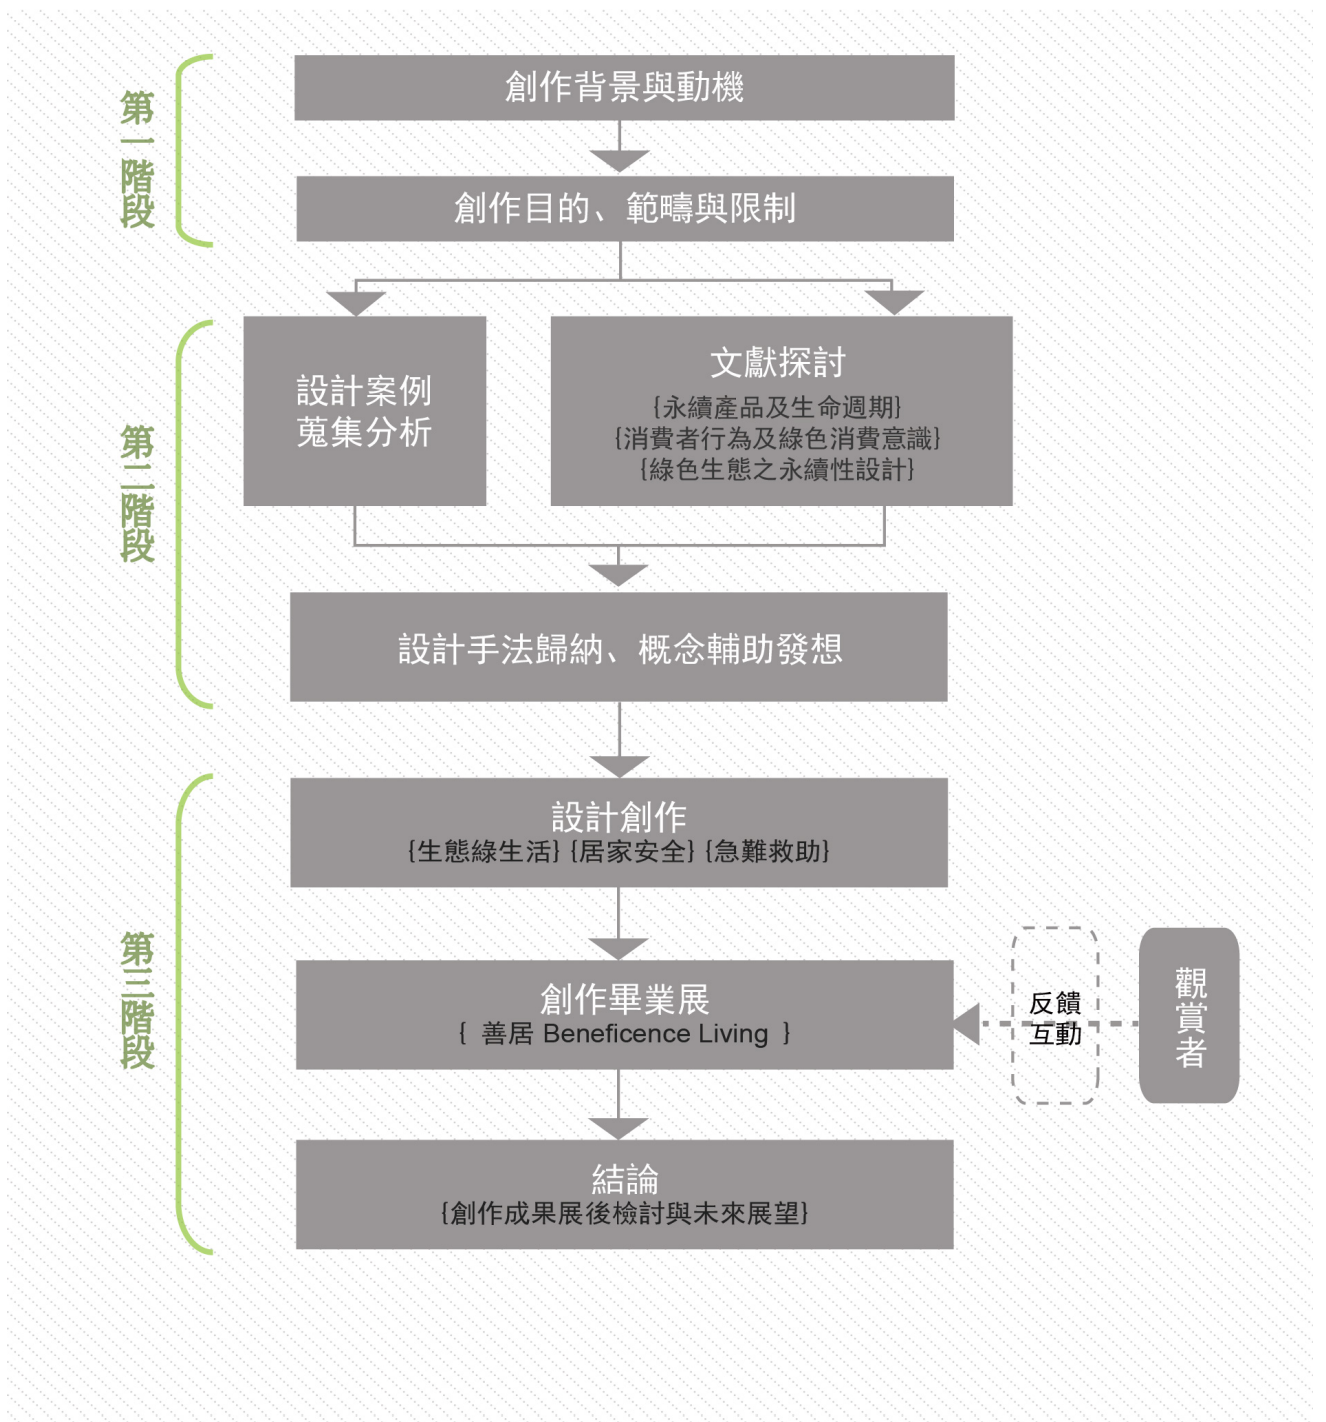 第一階段
創作背景與動機
創作目的、範疇與限制
第二階段
設計案例
蒐集分析
文獻探討
{永續產品及生命週期}
{消費者行為及綠色消費意識}
{綠色生態之永續性設計}
設計手法歸納、概念輔助發想
第三階段
設計創作
{生態綠生活} {居家安全} {急難救助}
創作畢業展
{ 善居 Beneficence Living }
反饋
互動
觀賞者
結論
{創作成果展後檢討與未來展望}